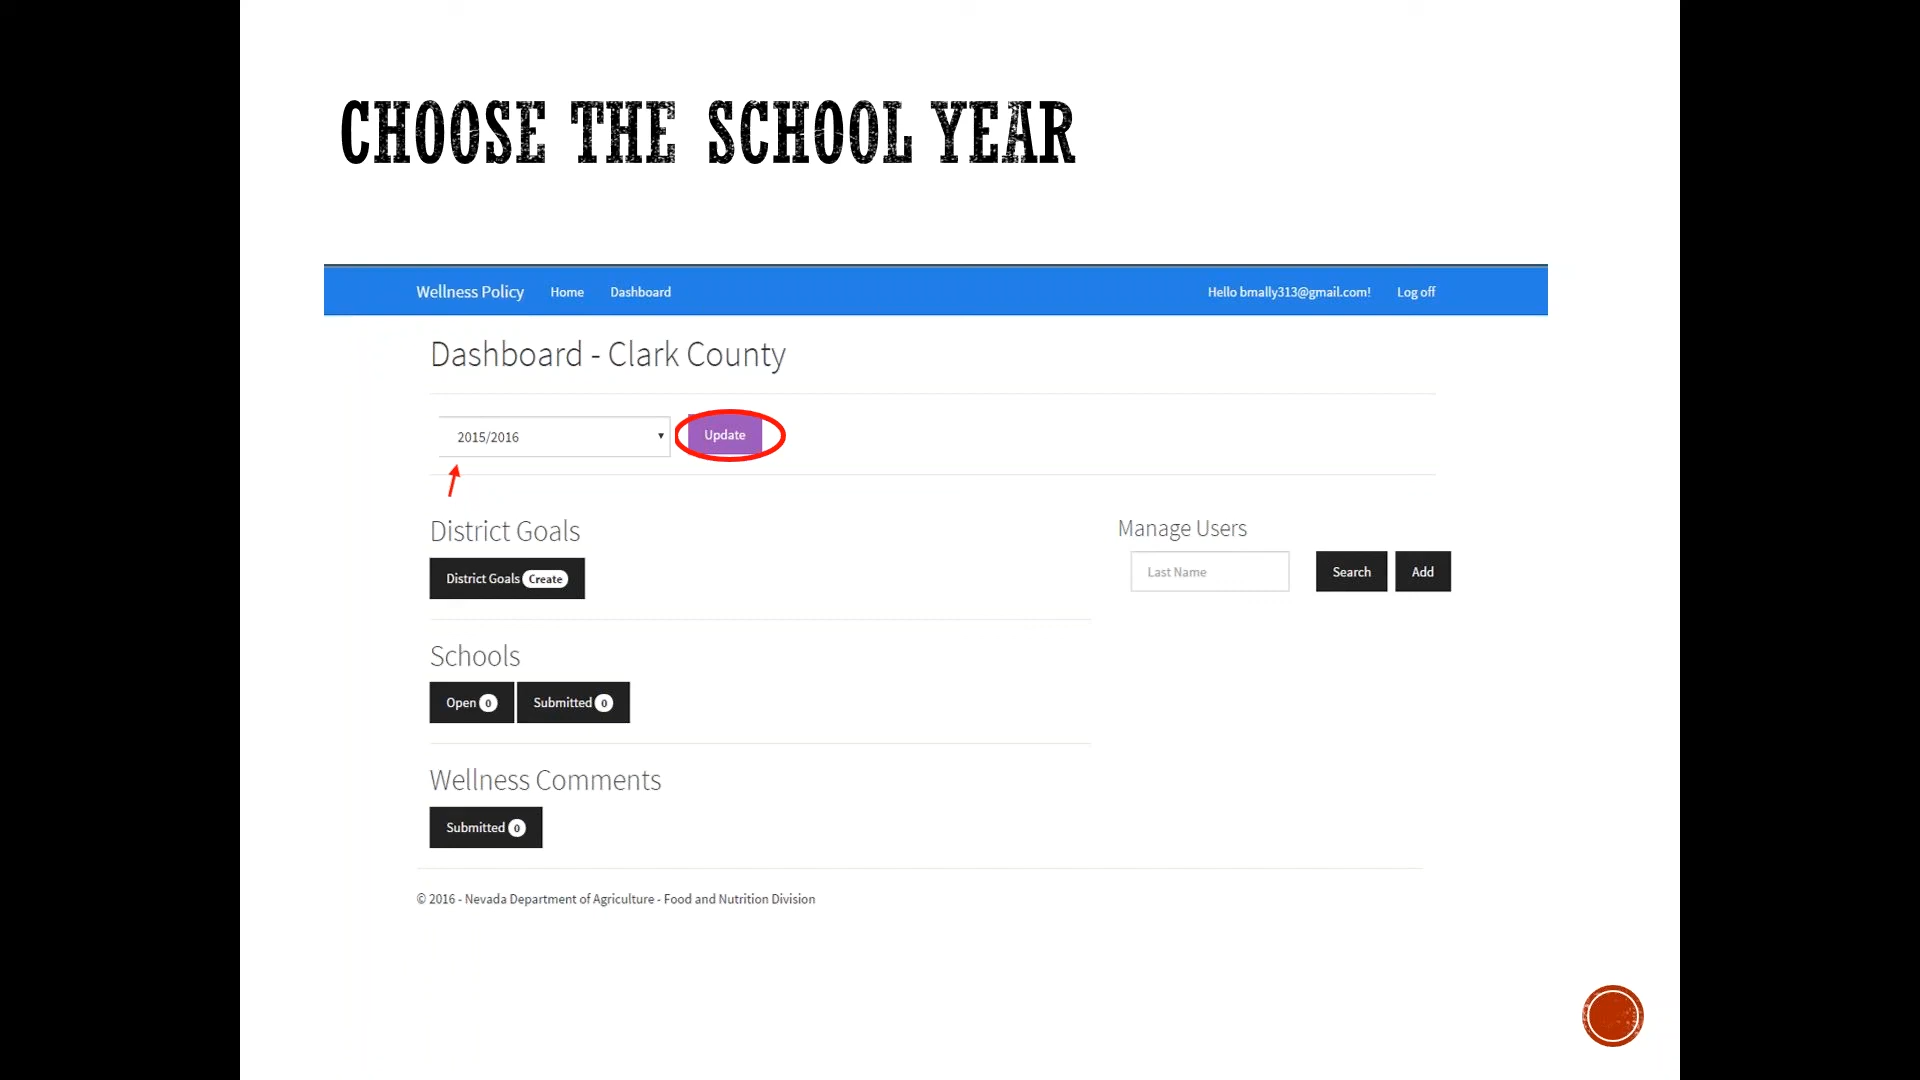 CHOOSE THE SCHOOL YEAR
Wellness Policy Home Dashboard Hello bmally313@gmail.com! Log off
Dashboard - Clark County
2015/2016 Update
District Goals
District Goals Create
Manage Users
Last Name Search Add
Schools
Open 0 Submitted 0
Wellness Comments
Submitted 0
© 2016 - Nevada Department of Agriculture - Food and Nutrition Division